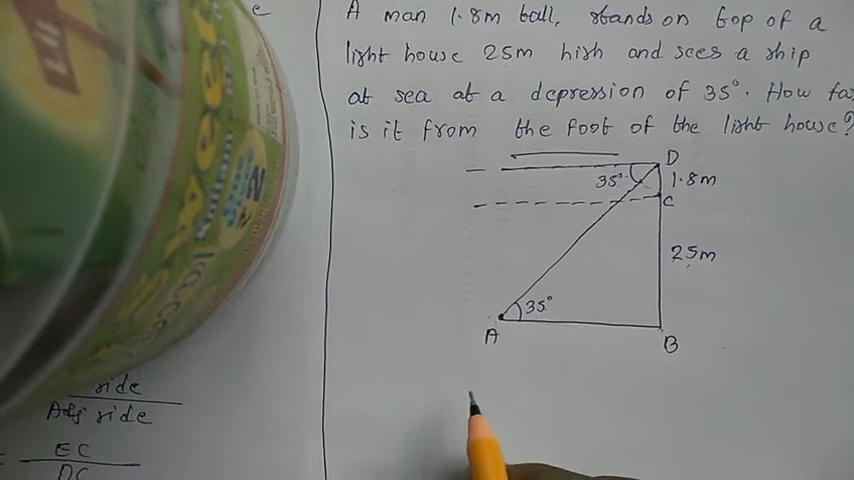 A man 1.8m tall, stands on top of a
light house 25m high and sees a ship
at sea at a depression of 35°. How far
is it from the foot of the light house?
D
35°
1.8m
C
25m
35°
A
B
side
Adj side
= EC
DC